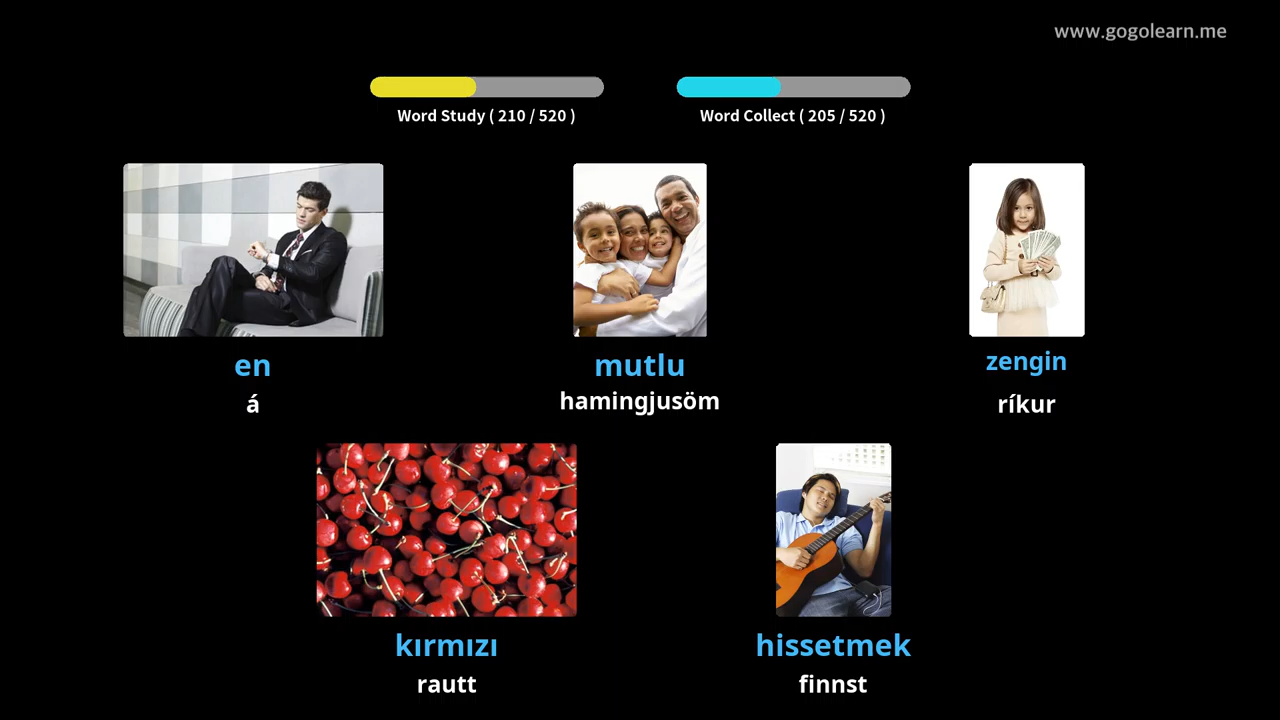 www.gogolearn.me
Word Study ( 210 / 520 )
Word Collect ( 205 / 520 )
en
á
mutlu
hamingjusöm
zengin
ríkur
kırmızı
rautt
hissetmek
finnst